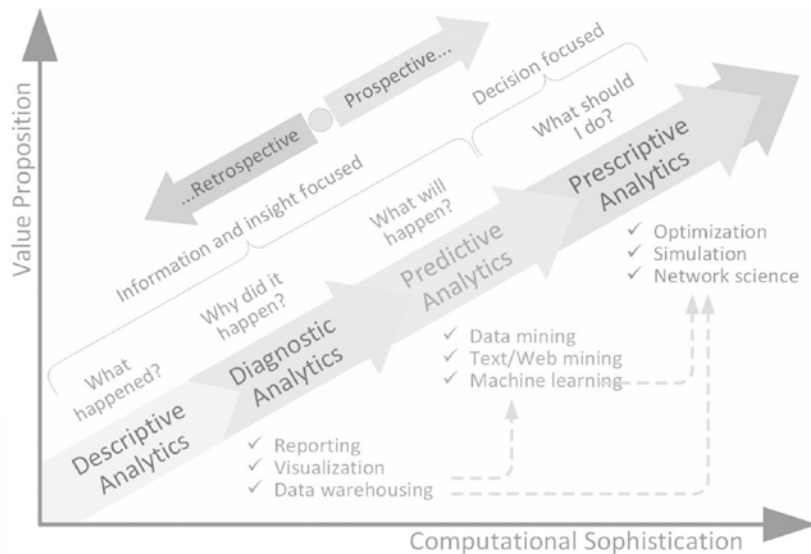 Value Proposition
Prospective...
...Retrospective
Decision focused
What should
I do?
Information and insight focused
What will
happen?
Why did it
happen?
What
happened?
Prescriptive
Analytics
Predictive
Analytics
Diagnostic
Analytics
Descriptive
Analytics
✓ Optimization
✓ Simulation
✓ Network science
✓ Data mining
✓ Text/Web mining
✓ Machine learning
✓ Reporting
✓ Visualization
✓ Data warehousing
Computational Sophistication